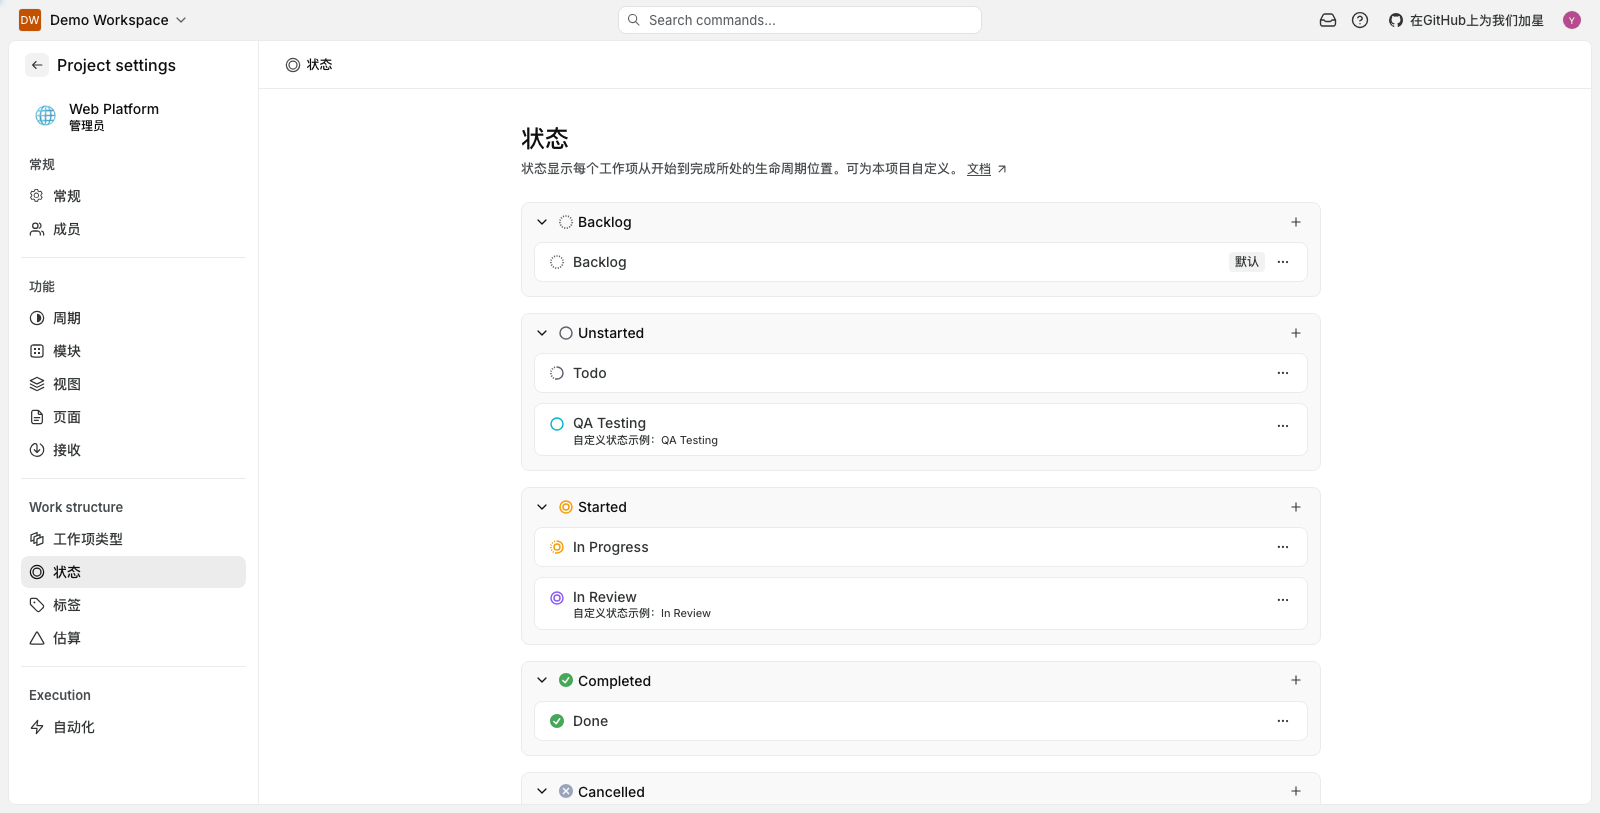 DW Demo Workspace
Search commands...
在GitHub上为我们加星
Y
Project settings
Web Platform
管理员
常规
常规
成员
功能
周期
模块
视图
页面
接收
Work structure
工作项类型
状态
标签
估算
Execution
自动化
状态
状态
状态显示每个工作项从开始到完成所处的生命周期位置。可为本项目自定义。 文档
Backlog
Backlog
默认
Unstarted
Todo
QA Testing
自定义状态示例：QA Testing
Started
In Progress
In Review
自定义状态示例：In Review
Completed
Done
Cancelled